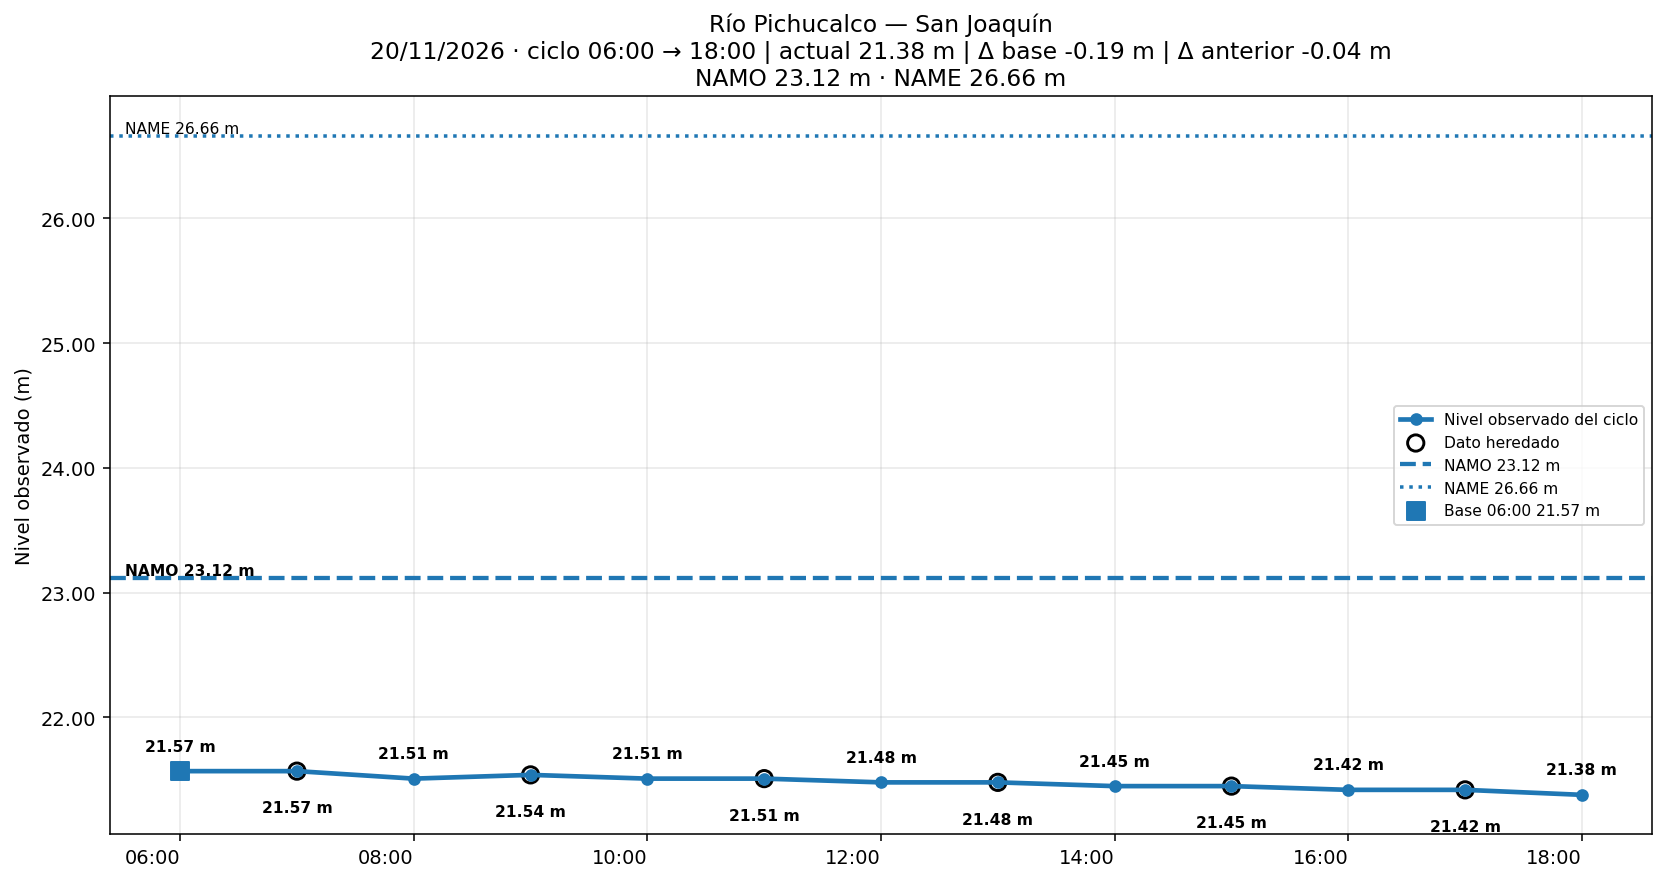 Río Pichucalco — San Joaquín
20/11/2026 · ciclo 06:00 → 18:00 | actual 21.38 m | Δ base -0.19 m | Δ anterior -0.04 m
NAMO 23.12 m · NAME 26.66 m
NAME 26.66 m
26.00
25.00
24.00
23.00
22.00
Nivel observado (m)
Nivel observado del ciclo
Dato heredado
NAMO 23.12 m
NAME 26.66 m
Base 06:00 21.57 m
NAMO 23.12 m
21.57 m
21.57 m
21.51 m
21.54 m
21.51 m
21.51 m
21.48 m
21.48 m
21.45 m
21.45 m
21.42 m
21.42 m
21.38 m
06:00
08:00
10:00
12:00
14:00
16:00
18:00